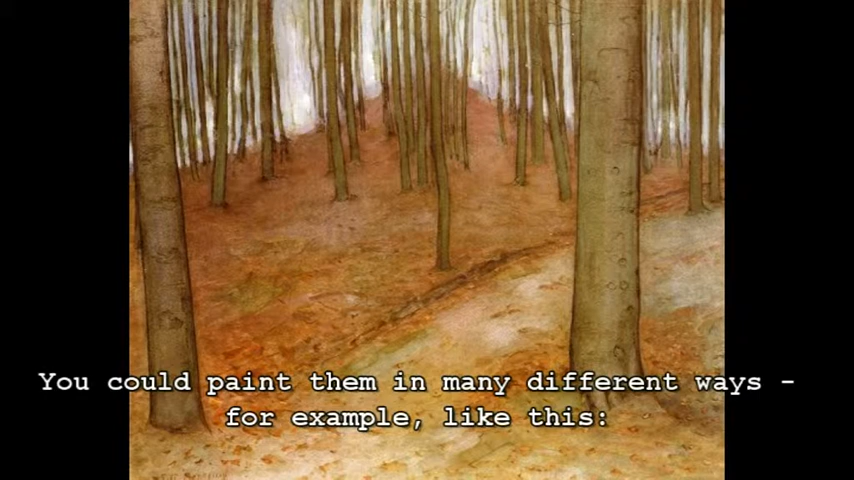 You could paint them in many different ways -
for example, like this: